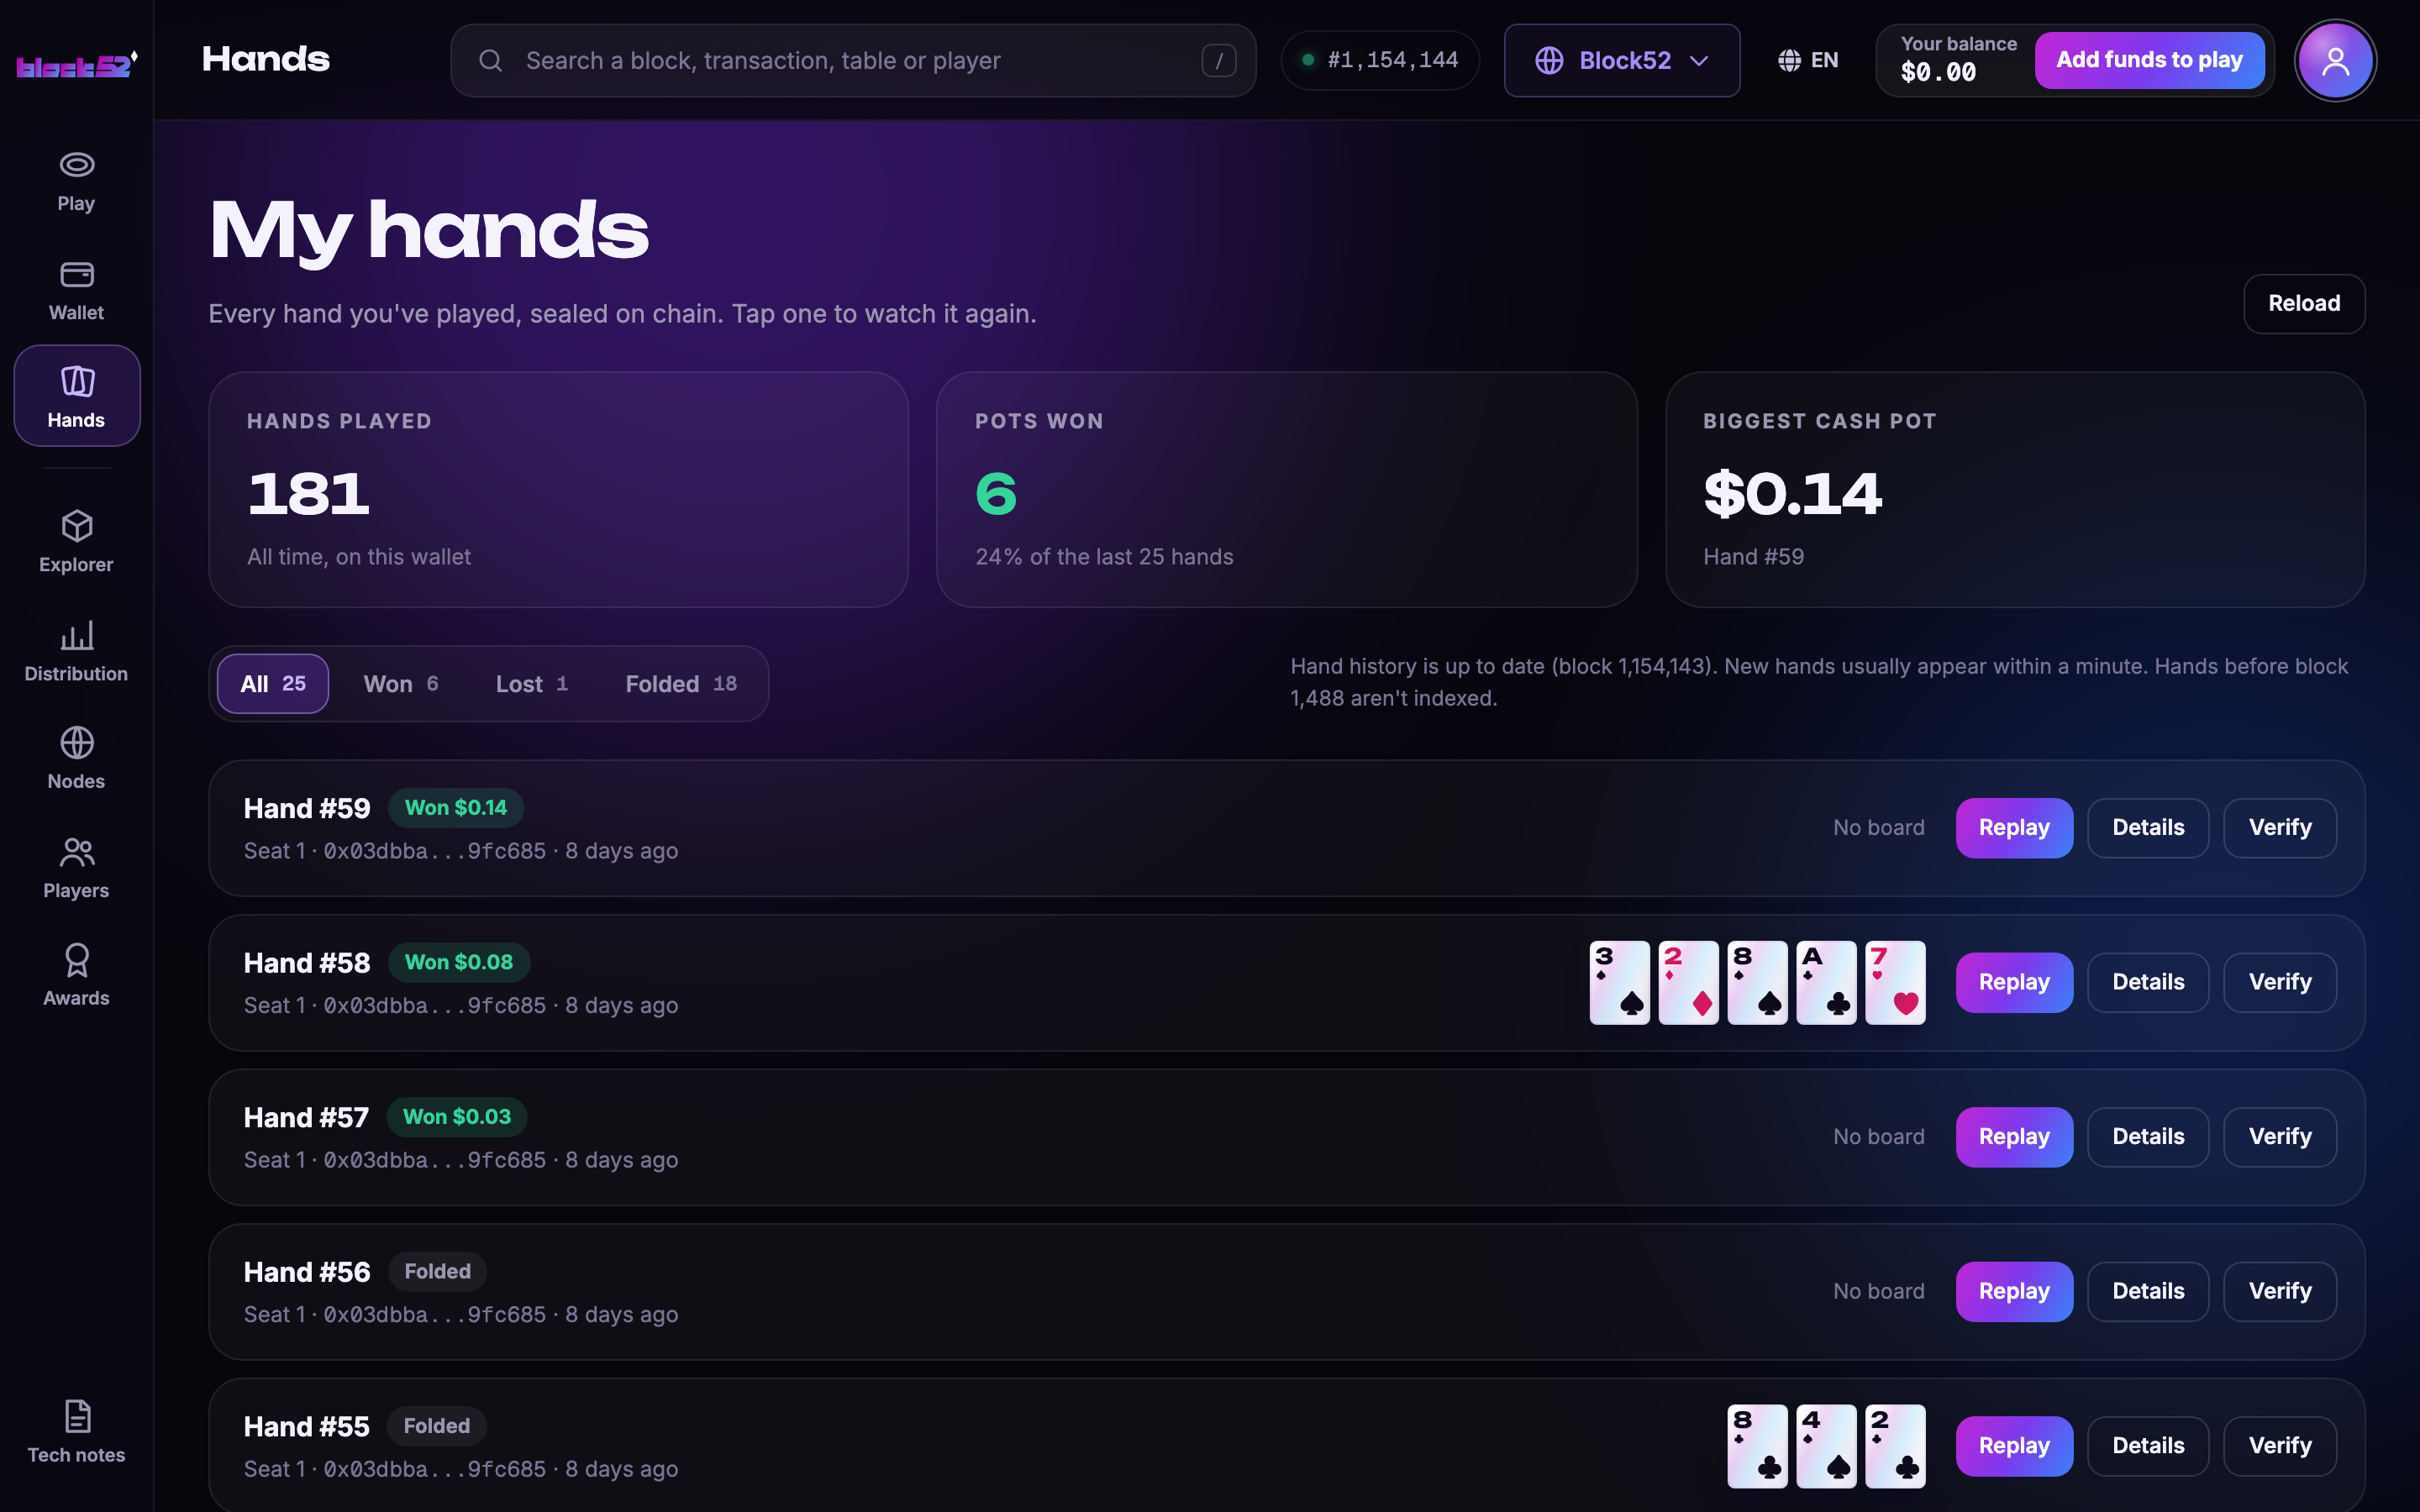 block52
Hands
Search a block, transaction, table or player
/
#1,154,144
Block52
EN
Your balance
$0.00
Add funds to play
Play
Wallet
Hands
Explorer
Distribution
Nodes
Players
Awards
Tech notes
My hands
Every hand you've played, sealed on chain. Tap one to watch it again.
Reload
HANDS PLAYED
181
All time, on this wallet
POTS WON
6
24% of the last 25 hands
BIGGEST CASH POT
$0.14
Hand #59
All 25
Won 6
Lost 1
Folded 18
Hand history is up to date (block 1,154,143). New hands usually appear within a minute. Hands before block
1,488 aren't indexed.
Hand #59 Won $0.14
Seat 1 · 0x03dbba...9fc685 · 8 days ago
No board
Replay
Details
Verify
Hand #58 Won $0.08
Seat 1 · 0x03dbba...9fc685 · 8 days ago
3 2 8 A 7
Replay
Details
Verify
Hand #57 Won $0.03
Seat 1 · 0x03dbba...9fc685 · 8 days ago
No board
Replay
Details
Verify
Hand #56 Folded
Seat 1 · 0x03dbba...9fc685 · 8 days ago
No board
Replay
Details
Verify
Hand #55 Folded
Seat 1 · 0x03dbba...9fc685 · 8 days ago
8 4 2
Replay
Details
Verify